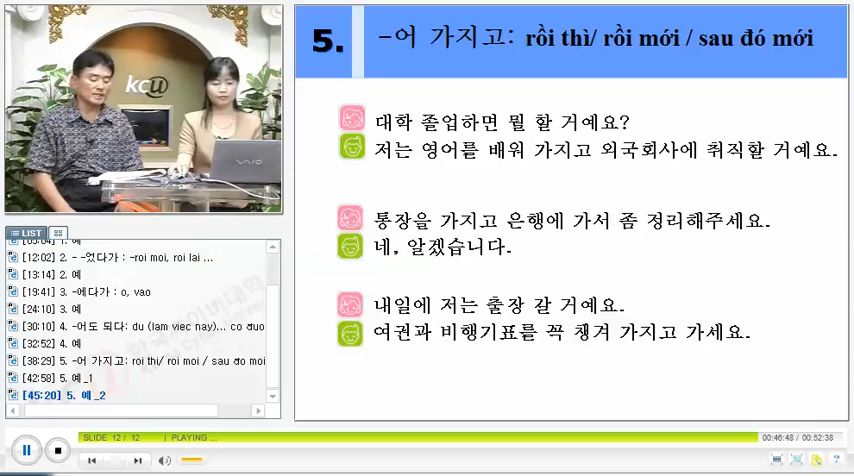 kcu
VAIO
5. -어 가지고: rồi thì/ rồi mới / sau đó mới
대학 졸업하면 뭘 할 거예요?
저는 영어를 배워 가지고 외국회사에 취직할 거예요.
통장을 가지고 은행에 가서 좀 정리해주세요.
네, 알겠습니다.
내일에 저는 출장 갈 거예요.
여권과 비행기표를 꼭 챙겨 가지고 가세요.
LIST
1. 예
[12:02] 2. - -었다가 : -roi moi, roi lai ...
[13:14] 2. 예
[19:41] 3. -에다가 : o, vao
[24:10] 3. 예
[30:10] 4. -어도 되다: du (lam viec nay)... co duo
[32:52] 4. 예
[38:29] 5. -어 가지고: roi thi/ roi moi / sau do moi
[42:58] 5. 예_1
[45:20] 5. 예_2
SLIDE 12 / 12 | PLAYING ...
00:46:48 / 00:52:38